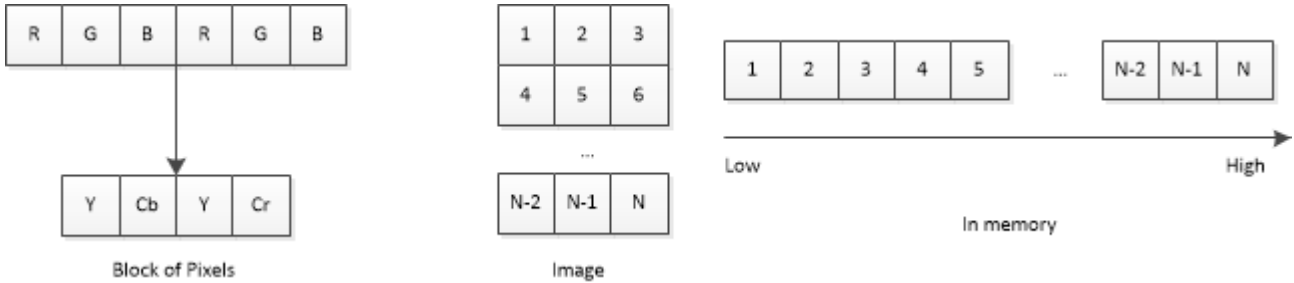 R G B R G B
Y Cb Y Cr
Block of Pixels
1 2 3
4 5 6
...
N-2 N-1 N
Image
1 2 3 4 5 ... N-2 N-1 N
Low High
In memory